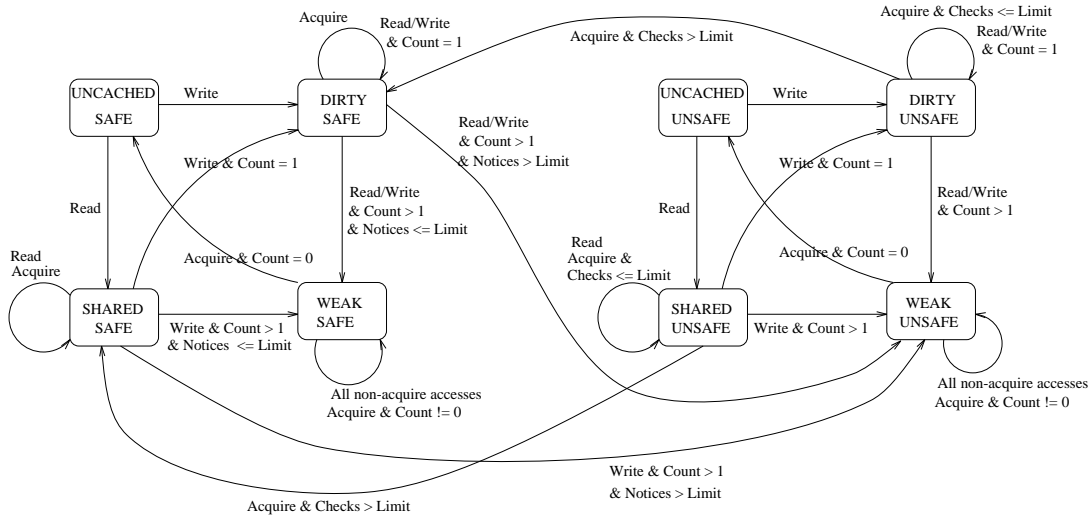 Acquire
Read/Write
& Count = 1
Acquire & Checks > Limit
Acquire & Checks <= Limit
Read/Write
& Count = 1
UNCACHED
SAFE
Write
DIRTY
SAFE
UNCACHED
UNSAFE
Write
DIRTY
UNSAFE
Read/Write
& Count > 1
& Notices > Limit
Write & Count = 1
Write & Count = 1
Read
Read/Write
& Count > 1
& Notices <= Limit
Read
Read/Write
& Count > 1
Read
Acquire
Acquire & Count = 0
Read
Acquire &
Checks <= Limit
Acquire & Count = 0
SHARED
SAFE
WEAK
SAFE
SHARED
UNSAFE
WEAK
UNSAFE
Write & Count > 1
& Notices <= Limit
Write & Count > 1
All non-acquire accesses
Acquire & Count != 0
All non-acquire accesses
Acquire & Count != 0
Write & Count > 1
& Notices > Limit
Acquire & Checks > Limit